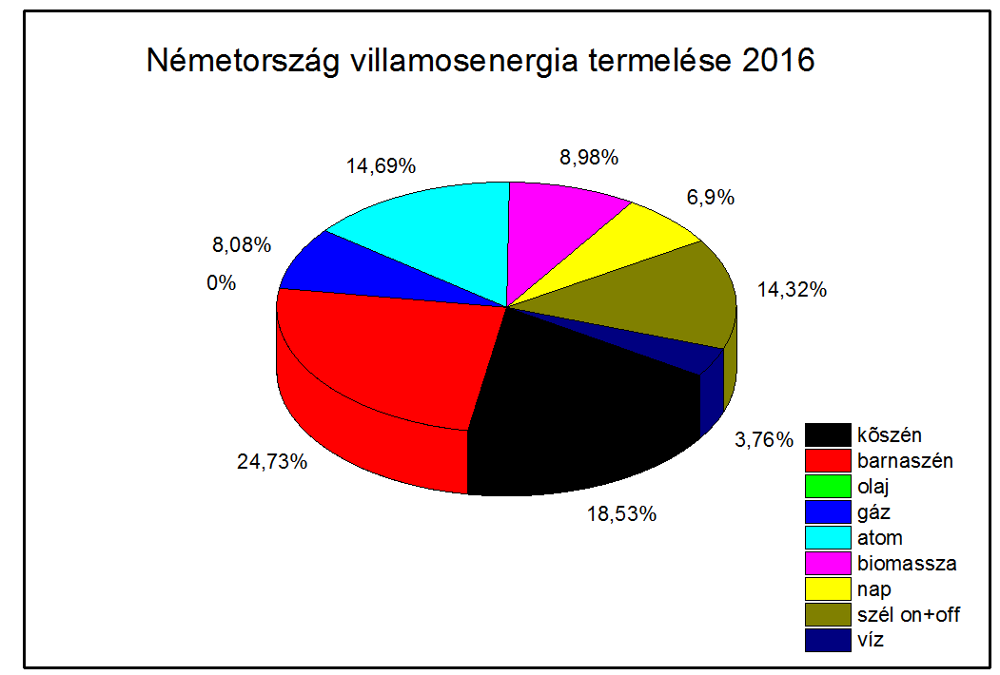 Németország villamosenergia termelése 2016
14,69%
8,98%
6,9%
8,08%
0%
14,32%
3,76%
24,73%
18,53%
kõszén
barnaszén
olaj
gáz
atom
biomassza
nap
szél on+off
víz